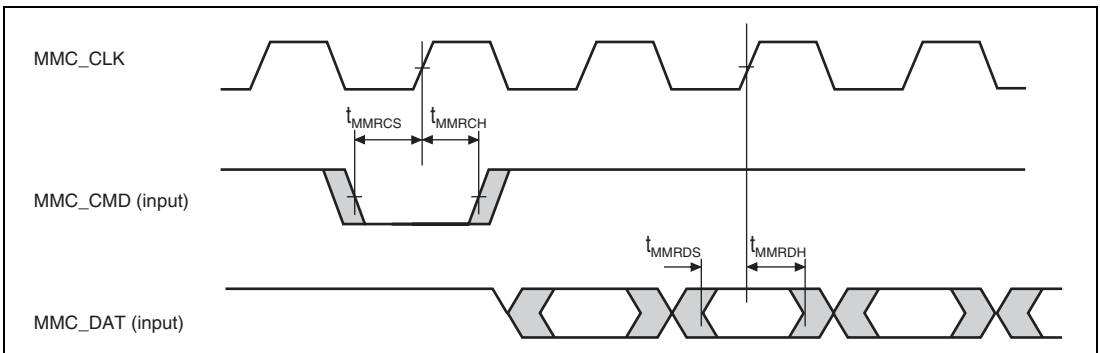 MMC_CLK
tMMRCS tMMRCH
MMC_CMD (input)
tMMRDS tMMRDH
MMC_DAT (input)